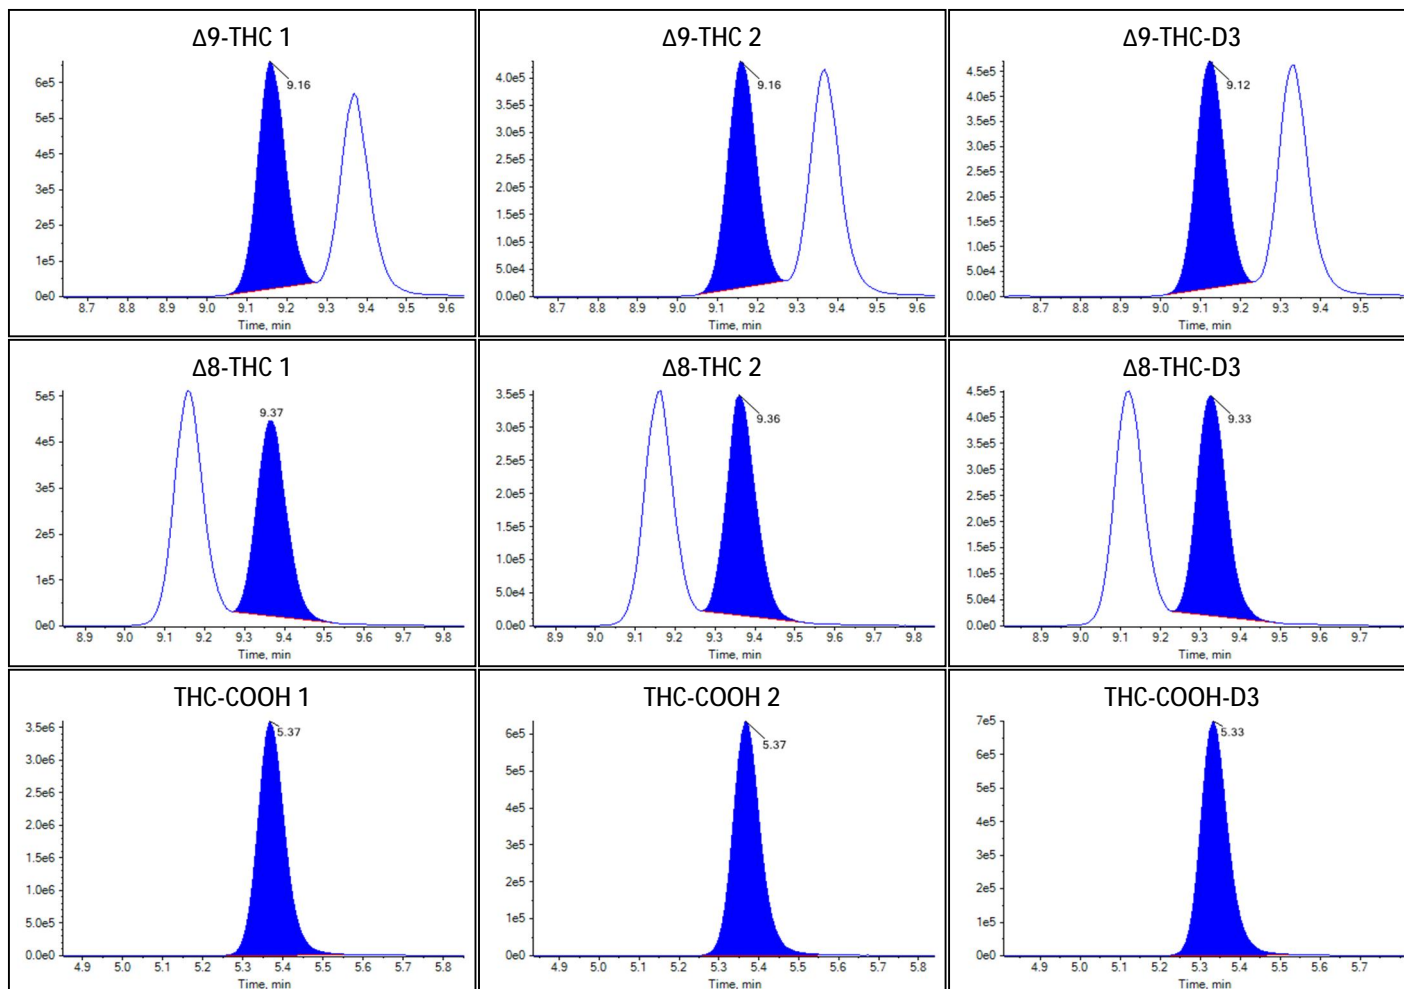 Δ9-THC 1
6e5
5e5
4e5
3e5
2e5
1e5
0e0
9.16
8.7 8.8 8.9 9.0 9.1 9.2 9.3 9.4 9.5 9.6
Time, min
Δ9-THC 2
4.0e5
3.5e5
3.0e5
2.5e5
2.0e5
1.5e5
1.0e5
5.0e4
0.0e0
9.16
8.7 8.8 8.9 9.0 9.1 9.2 9.3 9.4 9.5 9.6
Time, min
Δ9-THC-D3
4.5e5
4.0e5
3.5e5
3.0e5
2.5e5
2.0e5
1.5e5
1.0e5
5.0e4
0.0e0
9.12
8.7 8.8 8.9 9.0 9.1 9.2 9.3 9.4 9.5
Time, min
Δ8-THC 1
5e5
4e5
3e5
2e5
1e5
0e0
9.37
8.9 9.0 9.1 9.2 9.3 9.4 9.5 9.6 9.7 9.8
Time, min
Δ8-THC 2
3.5e5
3.0e5
2.5e5
2.0e5
1.5e5
1.0e5
5.0e4
0.0e0
9.36
8.9 9.0 9.1 9.2 9.3 9.4 9.5 9.6 9.7 9.8
Time, min
Δ8-THC-D3
4.5e5
4.0e5
3.5e5
3.0e5
2.5e5
2.0e5
1.5e5
1.0e5
5.0e4
0.0e0
9.33
8.9 9.0 9.1 9.2 9.3 9.4 9.5 9.6 9.7
Time, min
THC-COOH 1
3.5e6
3.0e6
2.5e6
2.0e6
1.5e6
1.0e6
5.0e5
0.0e0
5.37
4.9 5.0 5.1 5.2 5.3 5.4 5.5 5.6 5.7 5.8
Time, min
THC-COOH 2
6e5
5e5
4e5
3e5
2e5
1e5
0e0
5.37
4.9 5.0 5.1 5.2 5.3 5.4 5.5 5.6 5.7 5.8
Time, min
THC-COOH-D3
7e5
6e5
5e5
4e5
3e5
2e5
1e5
0e0
5.33
4.9 5.0 5.1 5.2 5.3 5.4 5.5 5.6 5.7
Time, min